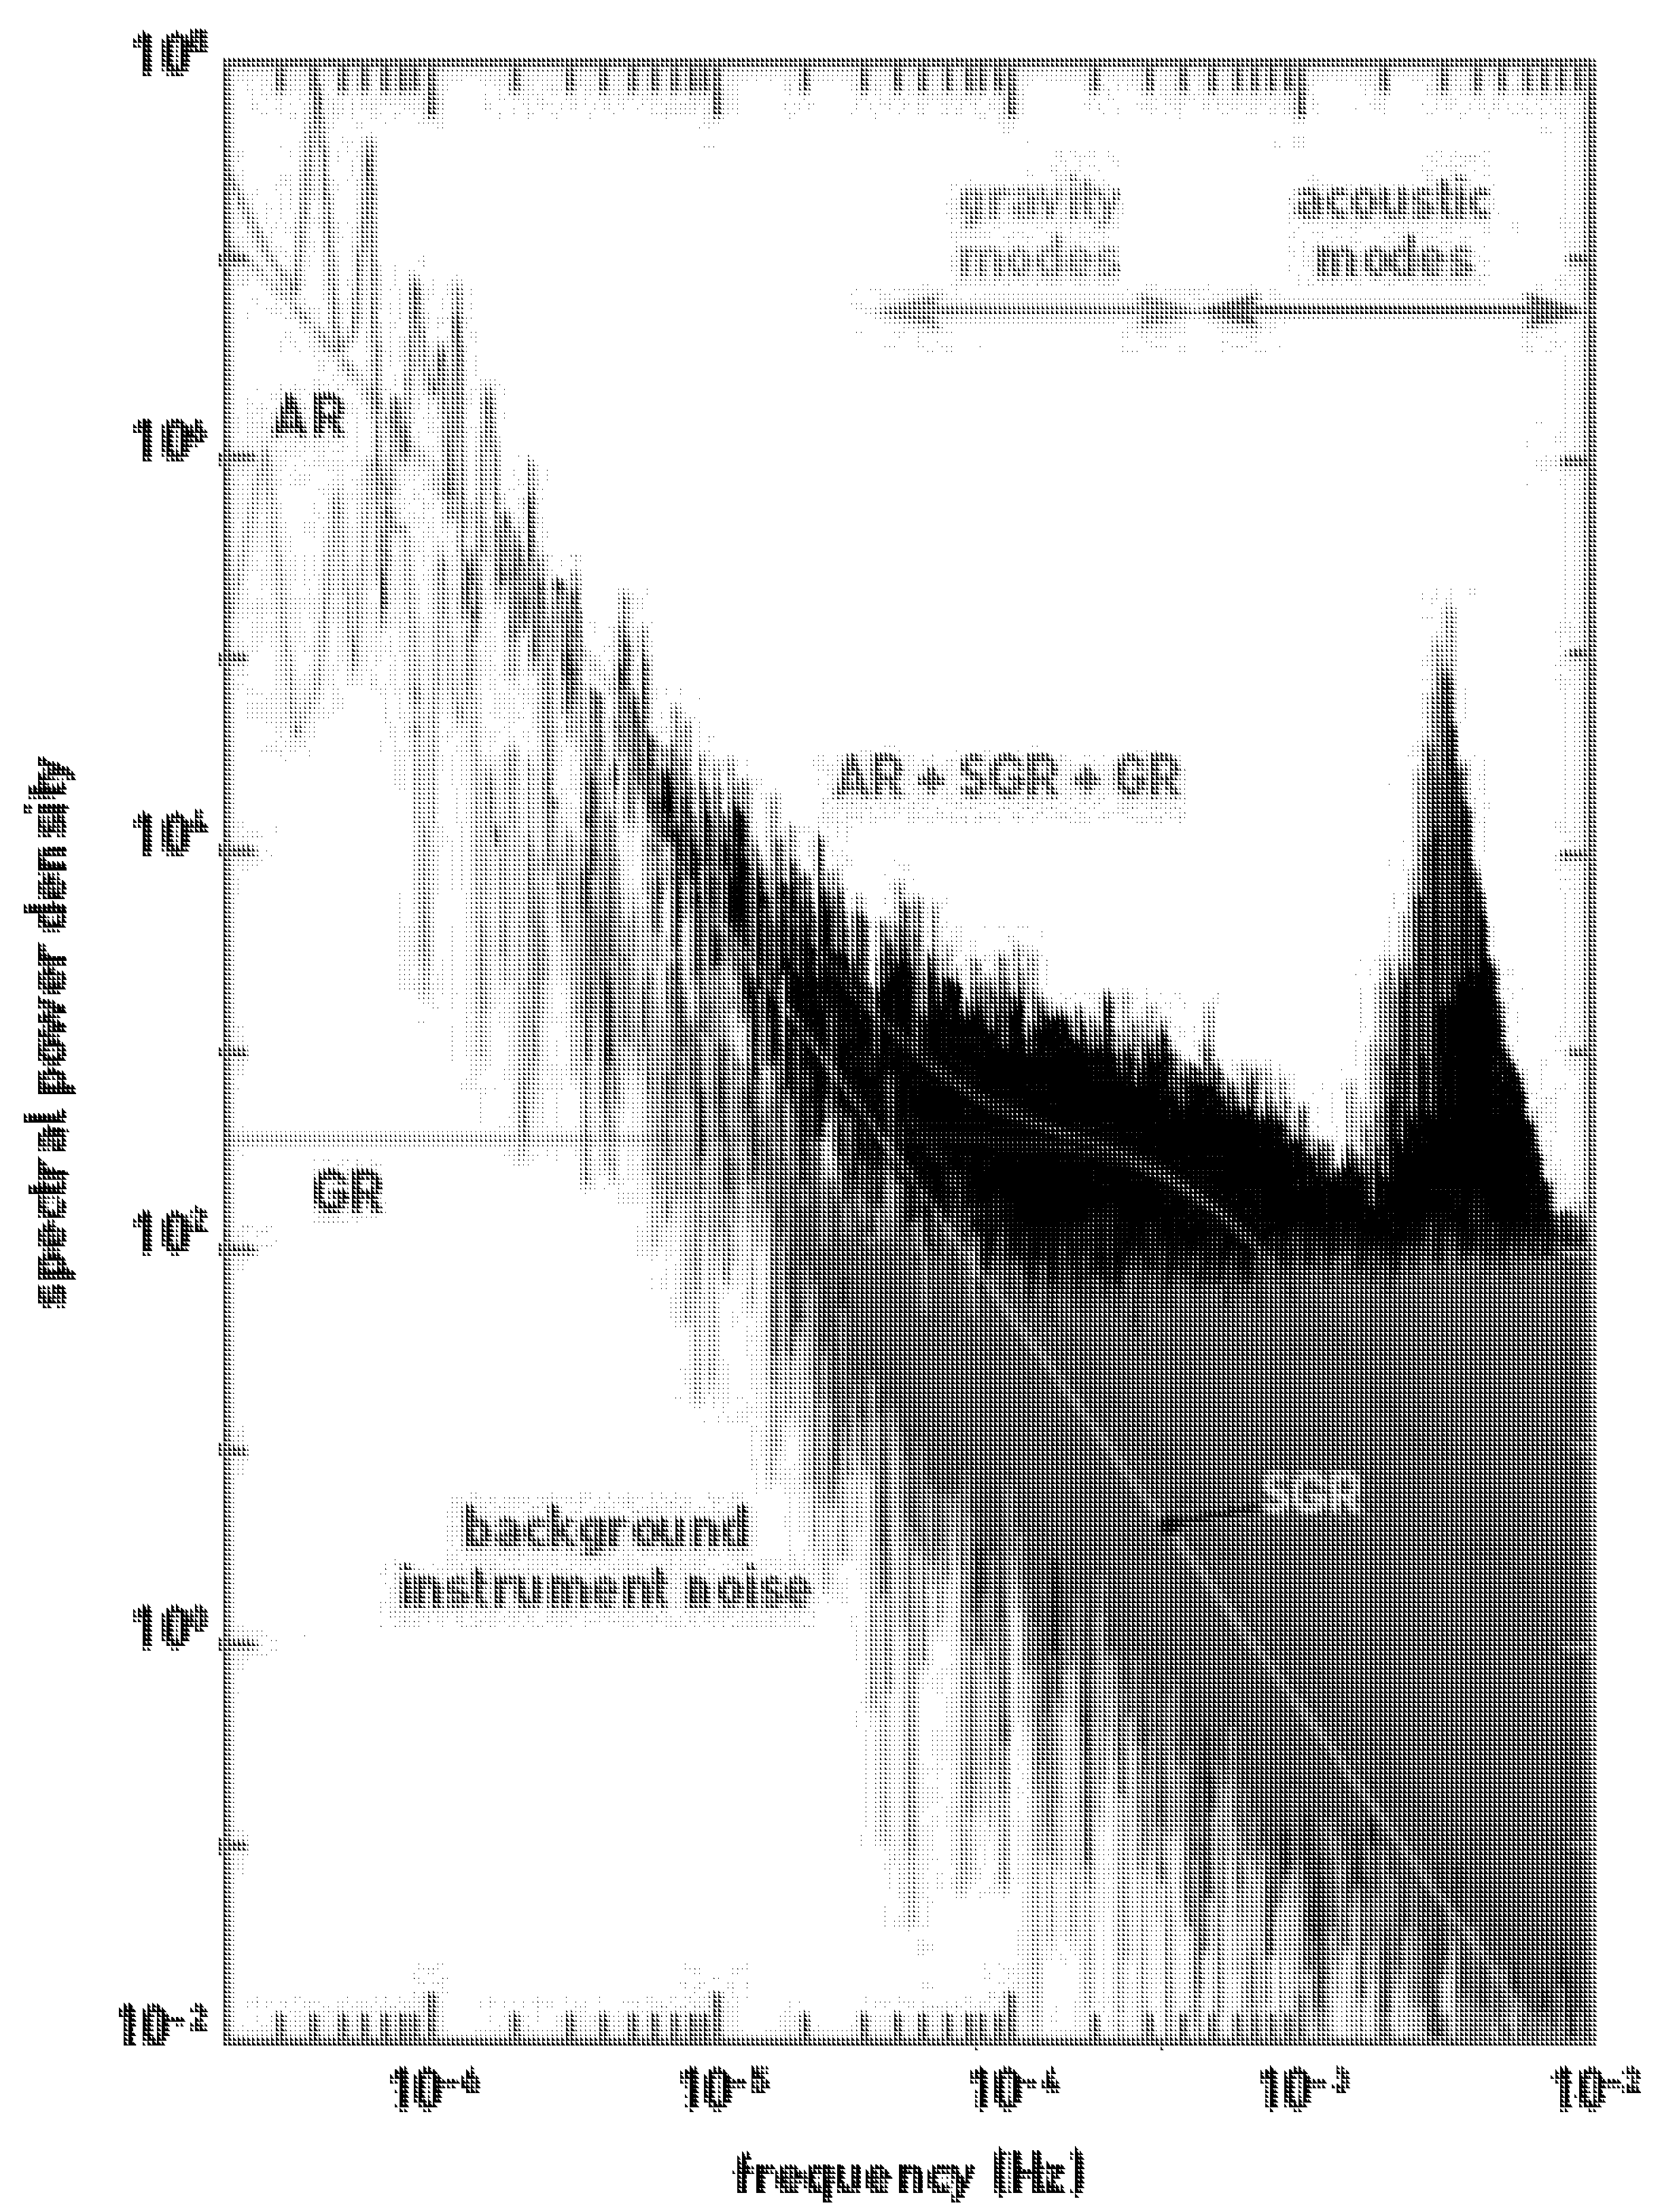 10⁸
gravity acoustic
modes modes
AR
10⁶
AR + SGR + GR
10⁴
spectral power density
GR
10²
SGR
background
instrument noise
10⁰
10⁻²
10⁻⁶ 10⁻⁵ 10⁻⁴ 10⁻³ 10⁻²
frequency (Hz)